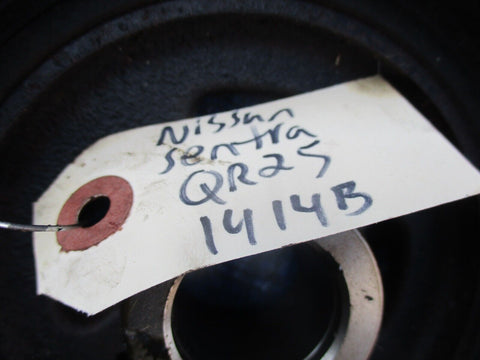 Nissan
sentra
QR25
1414B